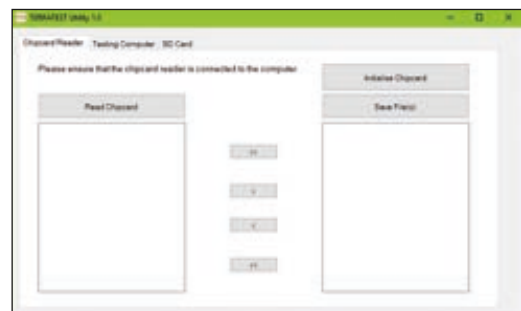 TERRATEST Utility 1.0
Chipcard Reader Testing Computer SD Card
Please ensure that the chipcard reader is connected to the computer.
Initialise Chipcard
Read Chipcard
Save File(s)